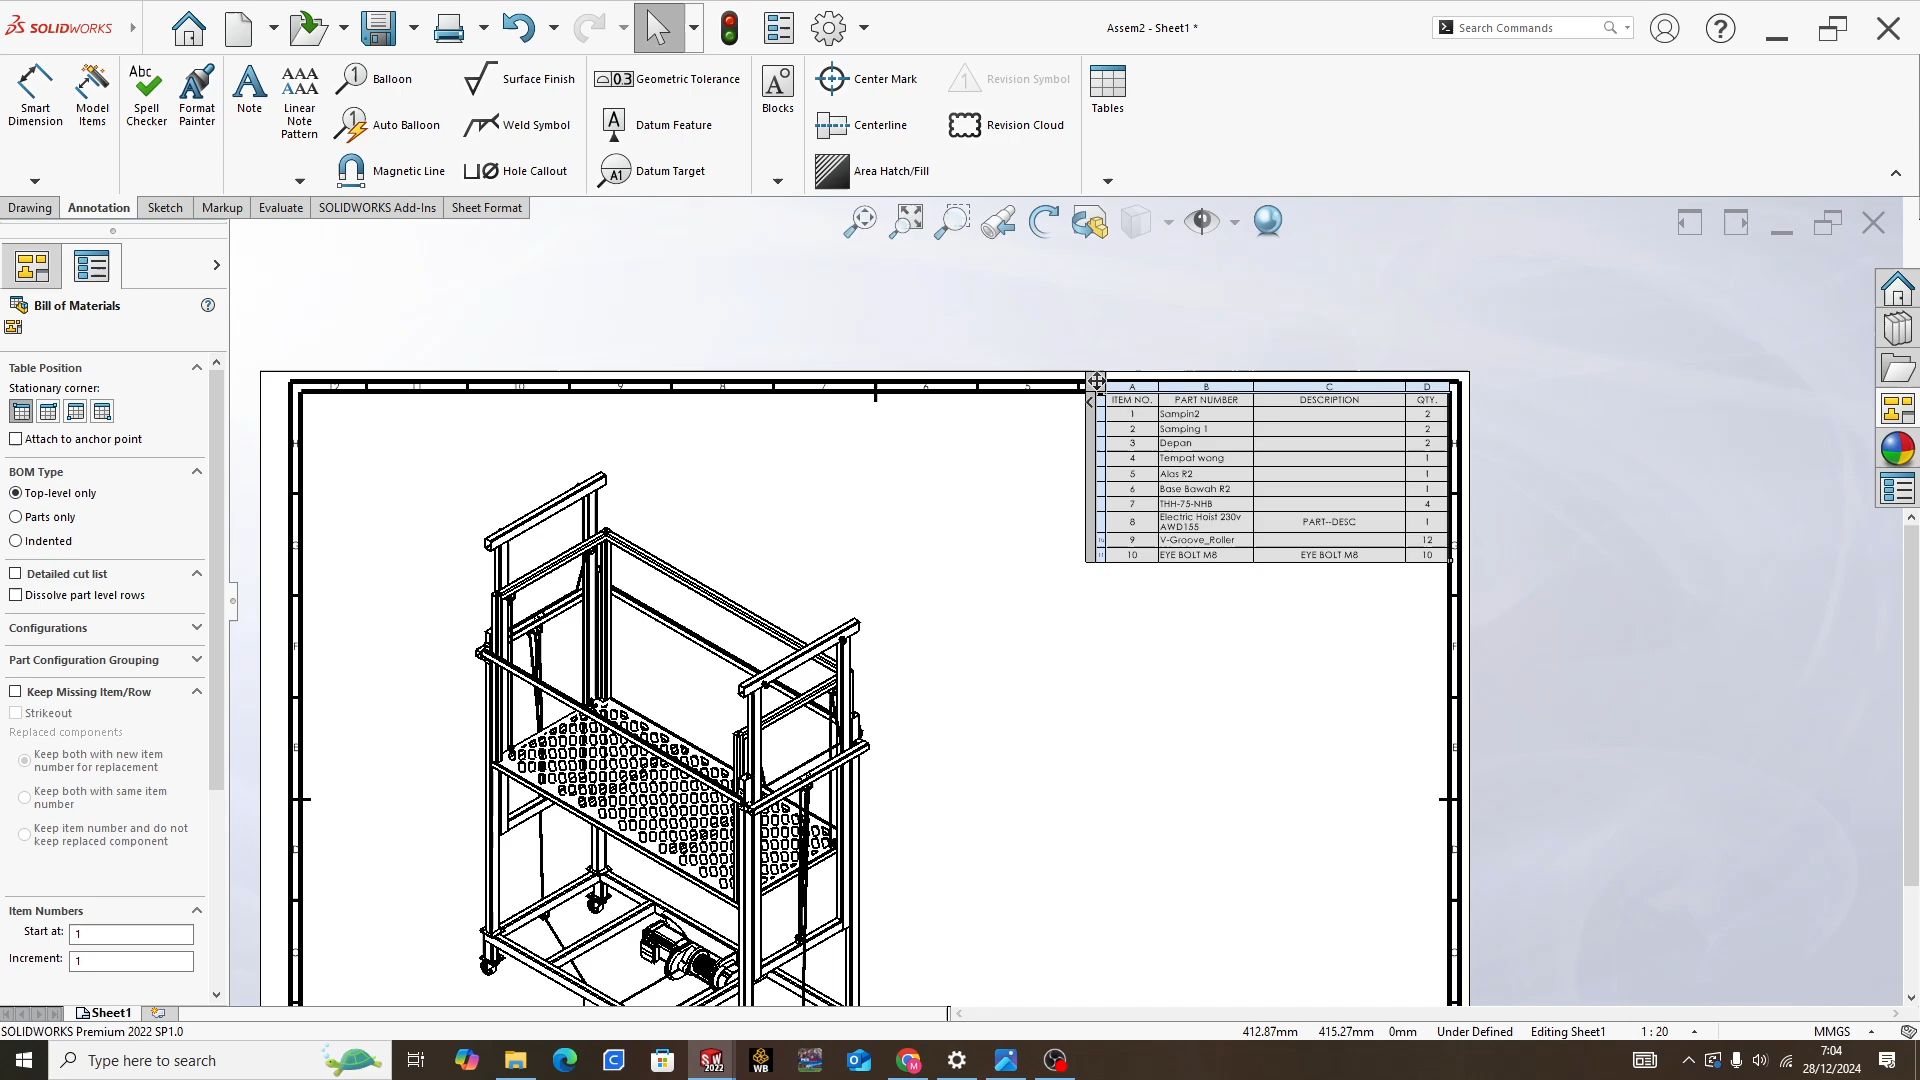 SOLIDWORKS
Assem2 - Sheet1 *
Search Commands
Smart Dimension
Model Items
Spell Checker
Format Painter
Note
Linear Note Pattern
Balloon
Auto Balloon
Magnetic Line
Surface Finish
Weld Symbol
Hole Callout
Geometric Tolerance
Datum Feature
Datum Target
Blocks
Center Mark
Centerline
Area Hatch/Fill
Revision Symbol
Revision Cloud
Tables
Drawing Annotation Sketch Markup Evaluate SOLIDWORKS Add-Ins Sheet Format
Bill of Materials
Table Position
Stationary corner:
Attach to anchor point
BOM Type
Top-level only
Parts only
Indented
Detailed cut list
Dissolve part level rows
Configurations
Part Configuration Grouping
Keep Missing Item/Row
Strikeout
Replaced components
Keep both with new item
number for replacement
Keep both with same item
number
Keep item number and do not
keep replaced component
Item Numbers
Start at: 1
Increment: 1
12 11 10 9 8 7 6 5
A B C D
ITEM NO. PART NUMBER DESCRIPTION QTY.
1 Sampin2 2
2 Samping 1 2
3 Depan 2
4 Tempat wong 1
5 Alas R2 1
6 Base Bawah R2 1
7 THH-75-NHB 4
8 Electric Hoist 230v AWD155 PART--DESC 1
9 V-Groove_Roller 12
10 EYE BOLT M8 EYE BOLT M8 10
Sheet1
SOLIDWORKS Premium 2022 SP1.0
412.87mm 415.27mm 0mm Under Defined Editing Sheet1 1 : 20 MMGS
Type here to search
7:04
28/12/2024